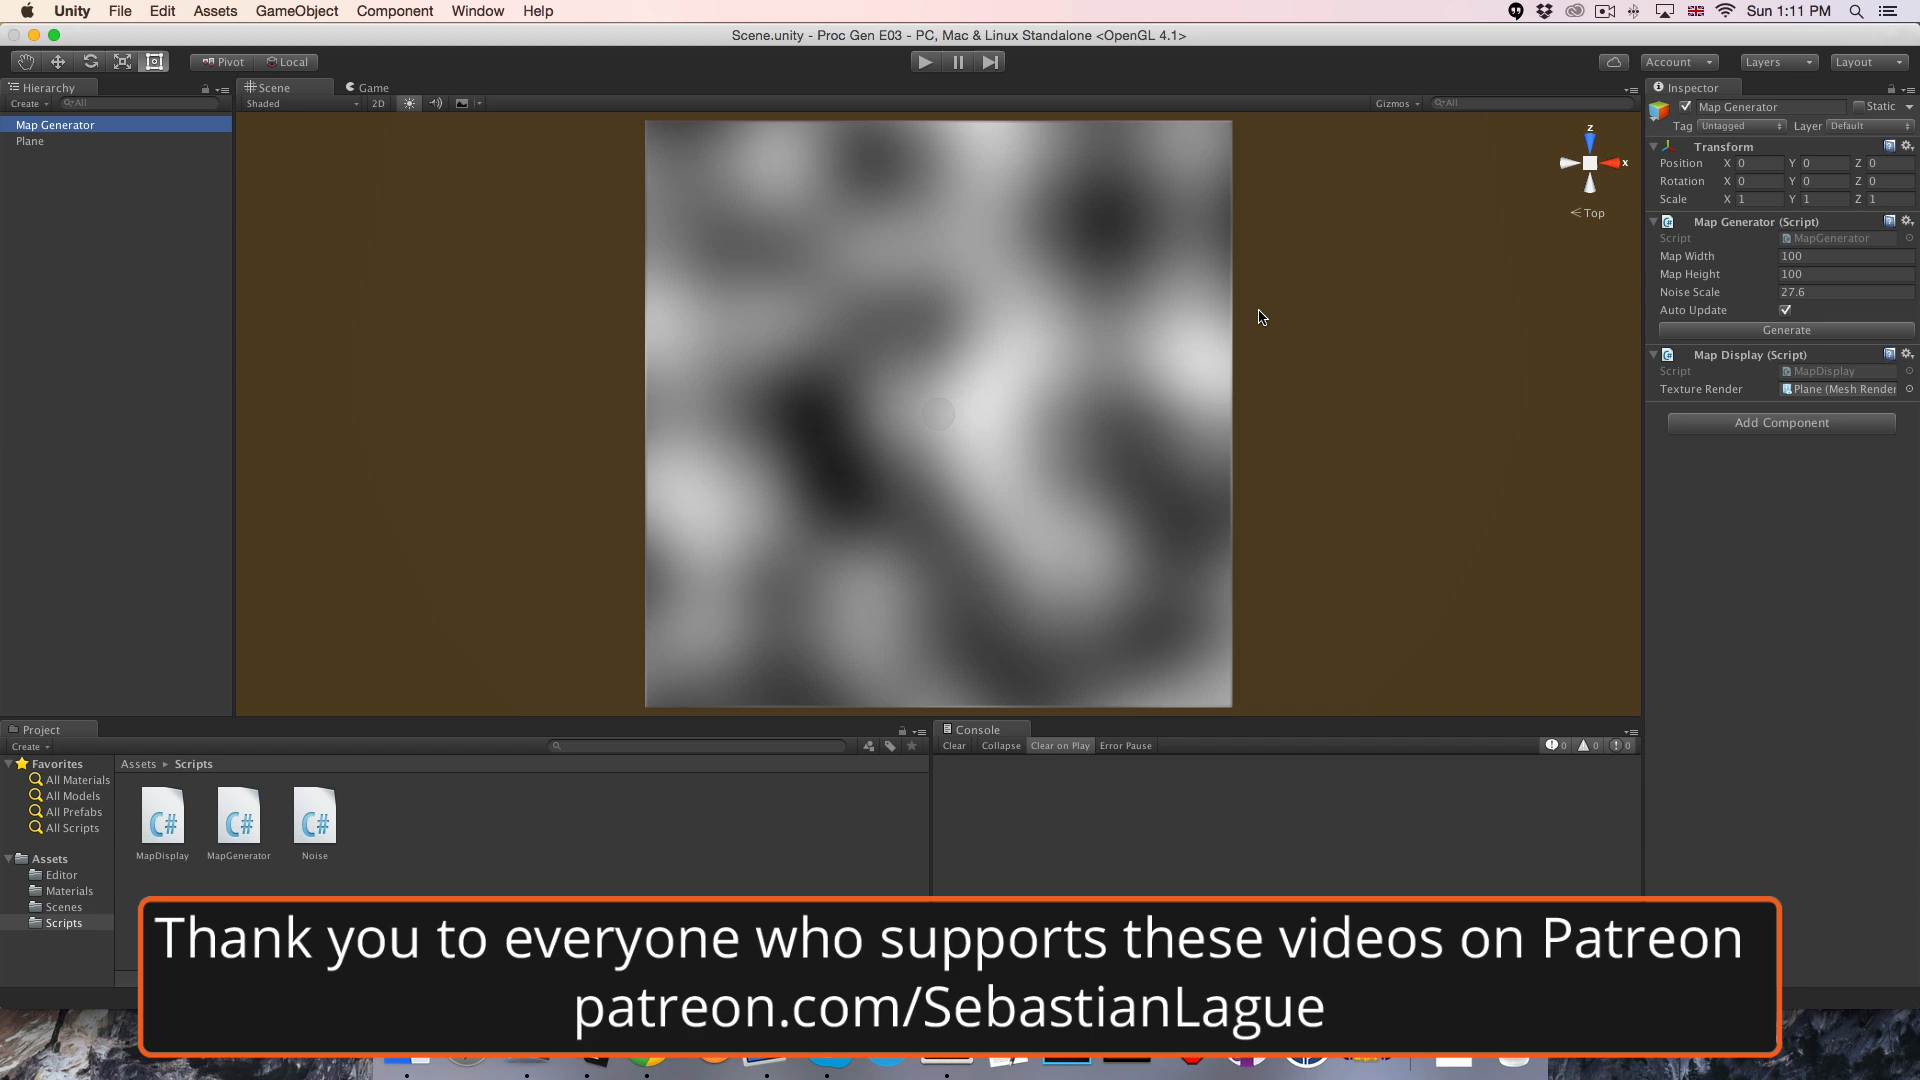 Unity File Edit Assets GameObject Component Window Help Sun 1:11 PM
Scene.unity - Proc Gen E03 - PC, Mac & Linux Standalone <OpenGL 4.1>
Pivot Local Account Layers Layout
Hierarchy Scene Game Inspector
Create All Shaded 2D Gizmos All Map Generator Static
Map Generator Tag Untagged Layer Default
Plane
z
x
Top
Transform
Position X 0 Y 0 Z 0
Rotation X 0 Y 0 Z 0
Scale X 1 Y 1 Z 1
Map Generator (Script)
Script MapGenerator
Map Width 100
Map Height 100
Noise Scale 27.6
Auto Update
Generate
Map Display (Script)
Script MapDisplay
Texture Render Plane (Mesh Render
Add Component
Project Console
Create Clear Collapse Clear on Play Error Pause 0 0 0
Favorites Assets Scripts
All Materials
All Models
All Prefabs
All Scripts
C# C# C#
MapDisplay MapGenerator Noise
Assets
Editor
Materials
Scenes
Scripts
Thank you to everyone who supports these videos on Patreon
patreon.com/SebastianLague